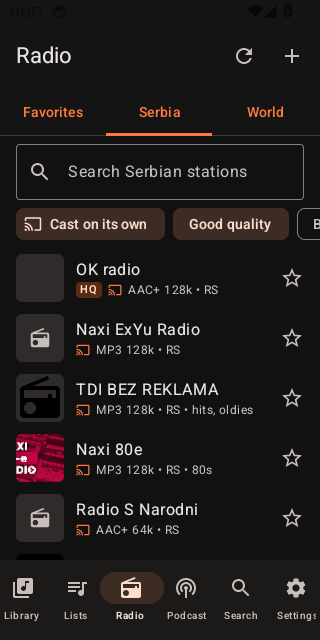 10:07
Radio
Favorites
Serbia
World
Search Serbian stations
Cast on its own
Good quality
B
OK radio
HQ AAC+ 128k • RS
Naxi ExYu Radio
MP3 128k • RS
TDI BEZ REKLAMA
MP3 128k • RS • hits, oldies
XI
-e
DIO
Naxi 80e
MP3 128k • RS • 80s
Radio S Narodni
AAC+ 64k • RS
Library
Lists
Radio
Podcast
Search
Settings